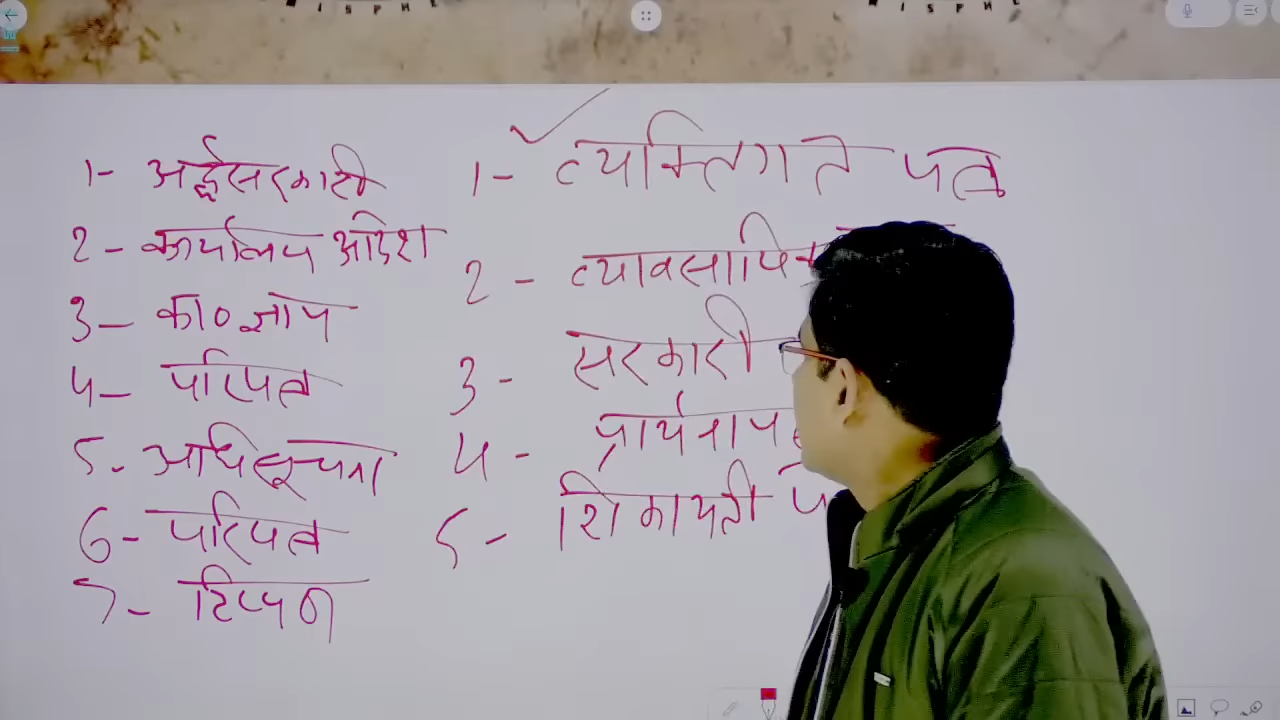 1- अर्द्धसरकारी
2- कार्यालय आदेश
3- का० ज्ञाप
4- परिपत्र
5- अधिसूचना
6- परिपत्र
7- टिप्पण
1- व्यक्तिगत पत्र
2- व्यावसायिक
3- सरकारी
4- प्रार्थनापत्र
5- शिकायती